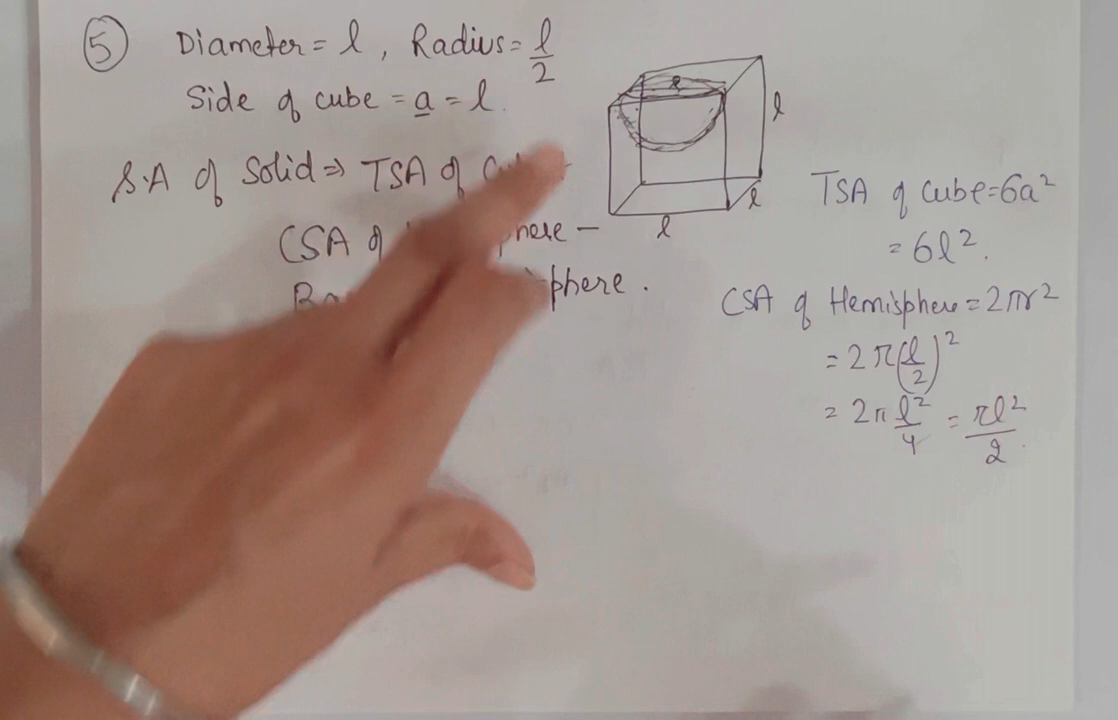 5 Diameter = l, Radius = l/2
Side of cube = a = l.
S.A of Solid ⇒ TSA of
CSA of –
.
l
l
l
l
TSA of Cube = 6a²
= 6l².
CSA of Hemisphere = 2πr²
= 2π(l/2)²
= 2π l²/4 = πl²/2.